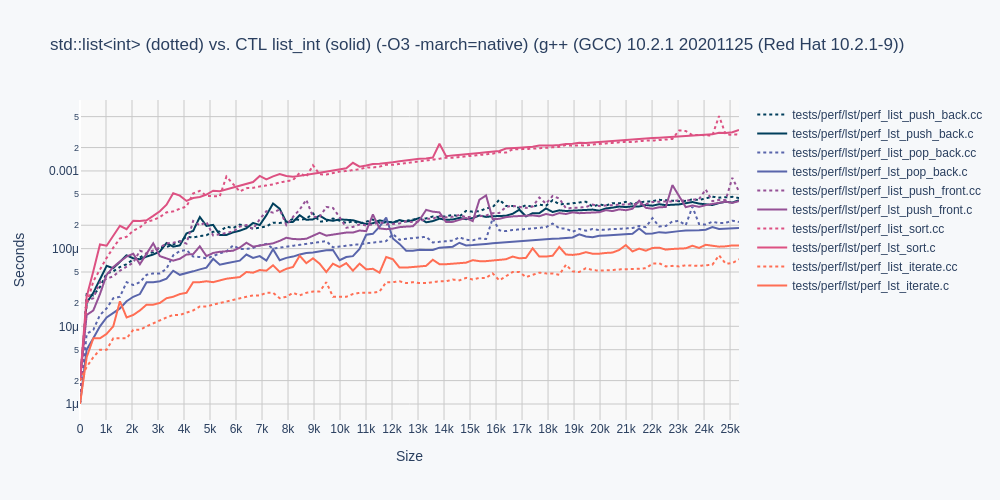 std::list<int> (dotted) vs. CTL list_int (solid) (-O3 -march=native) (g++ (GCC) 10.2.1 20201125 (Red Hat 10.2.1-9))
5
2
0.001
5
2
100μ
5
2
10μ
5
2
1μ
Seconds
0 1k 2k 3k 4k 5k 6k 7k 8k 9k 10k 11k 12k 13k 14k 15k 16k 17k 18k 19k 20k 21k 22k 23k 24k 25k
Size
tests/perf/lst/perf_list_push_back.cc
tests/perf/lst/perf_lst_push_back.c
tests/perf/lst/perf_list_pop_back.cc
tests/perf/lst/perf_lst_pop_back.c
tests/perf/lst/perf_list_push_front.cc
tests/perf/lst/perf_lst_push_front.c
tests/perf/lst/perf_list_sort.cc
tests/perf/lst/perf_lst_sort.c
tests/perf/lst/perf_list_iterate.cc
tests/perf/lst/perf_lst_iterate.c